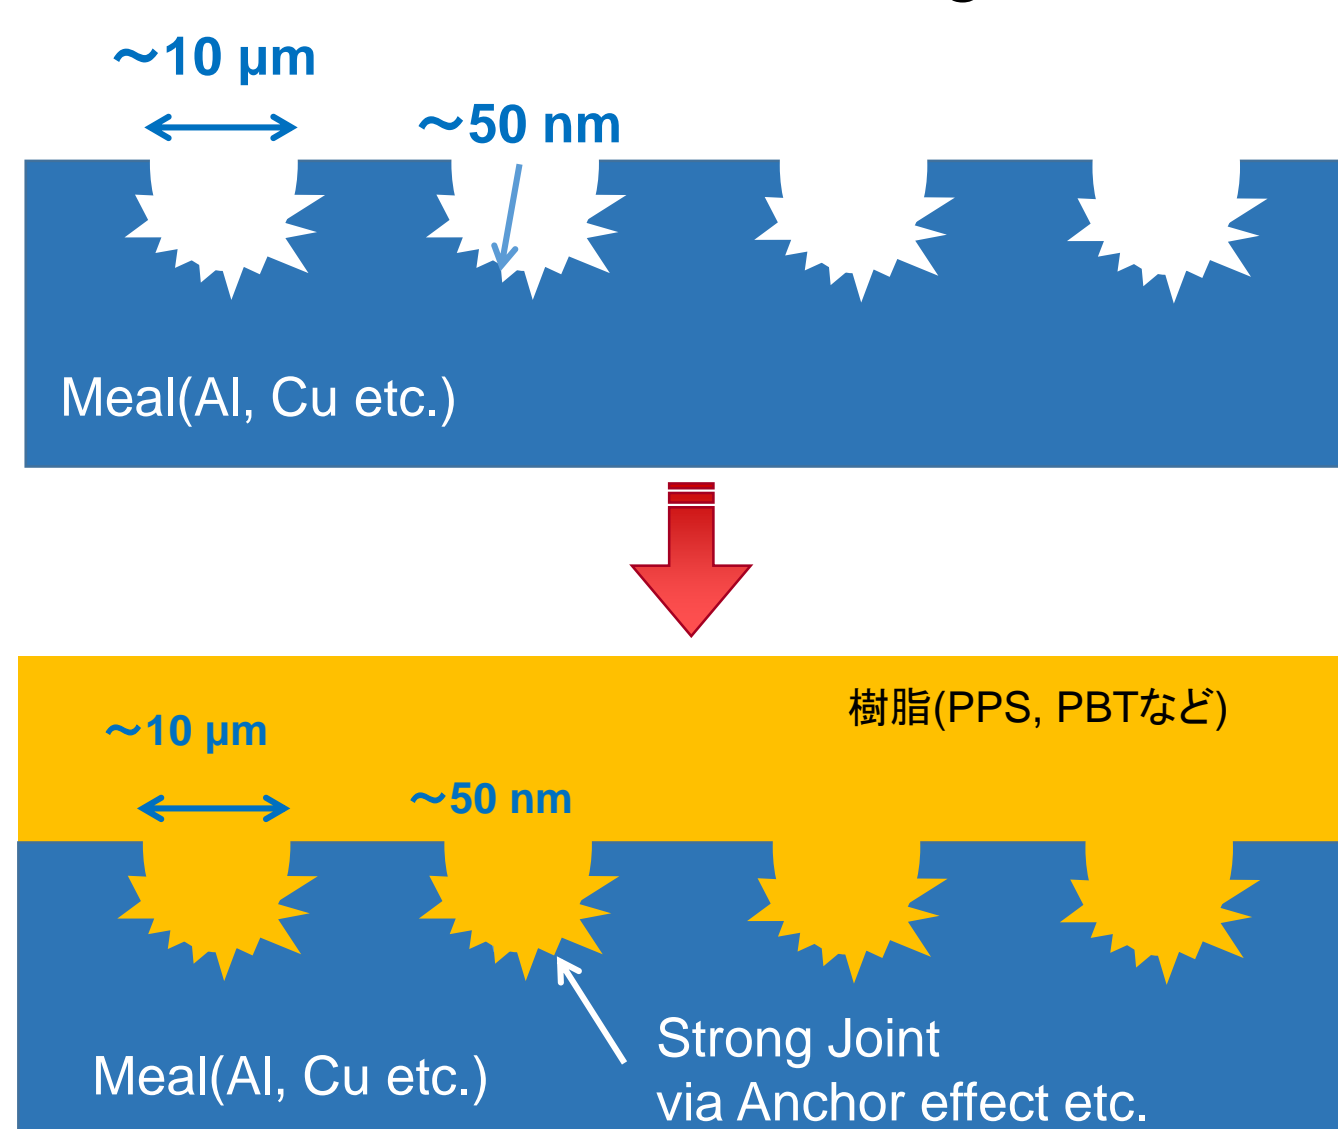 ～10 µm
～50 nm
Meal(Al, Cu etc.)
樹脂(PPS, PBTなど)
～10 µm
～50 nm
Strong Joint
via Anchor effect etc.
Meal(Al, Cu etc.)